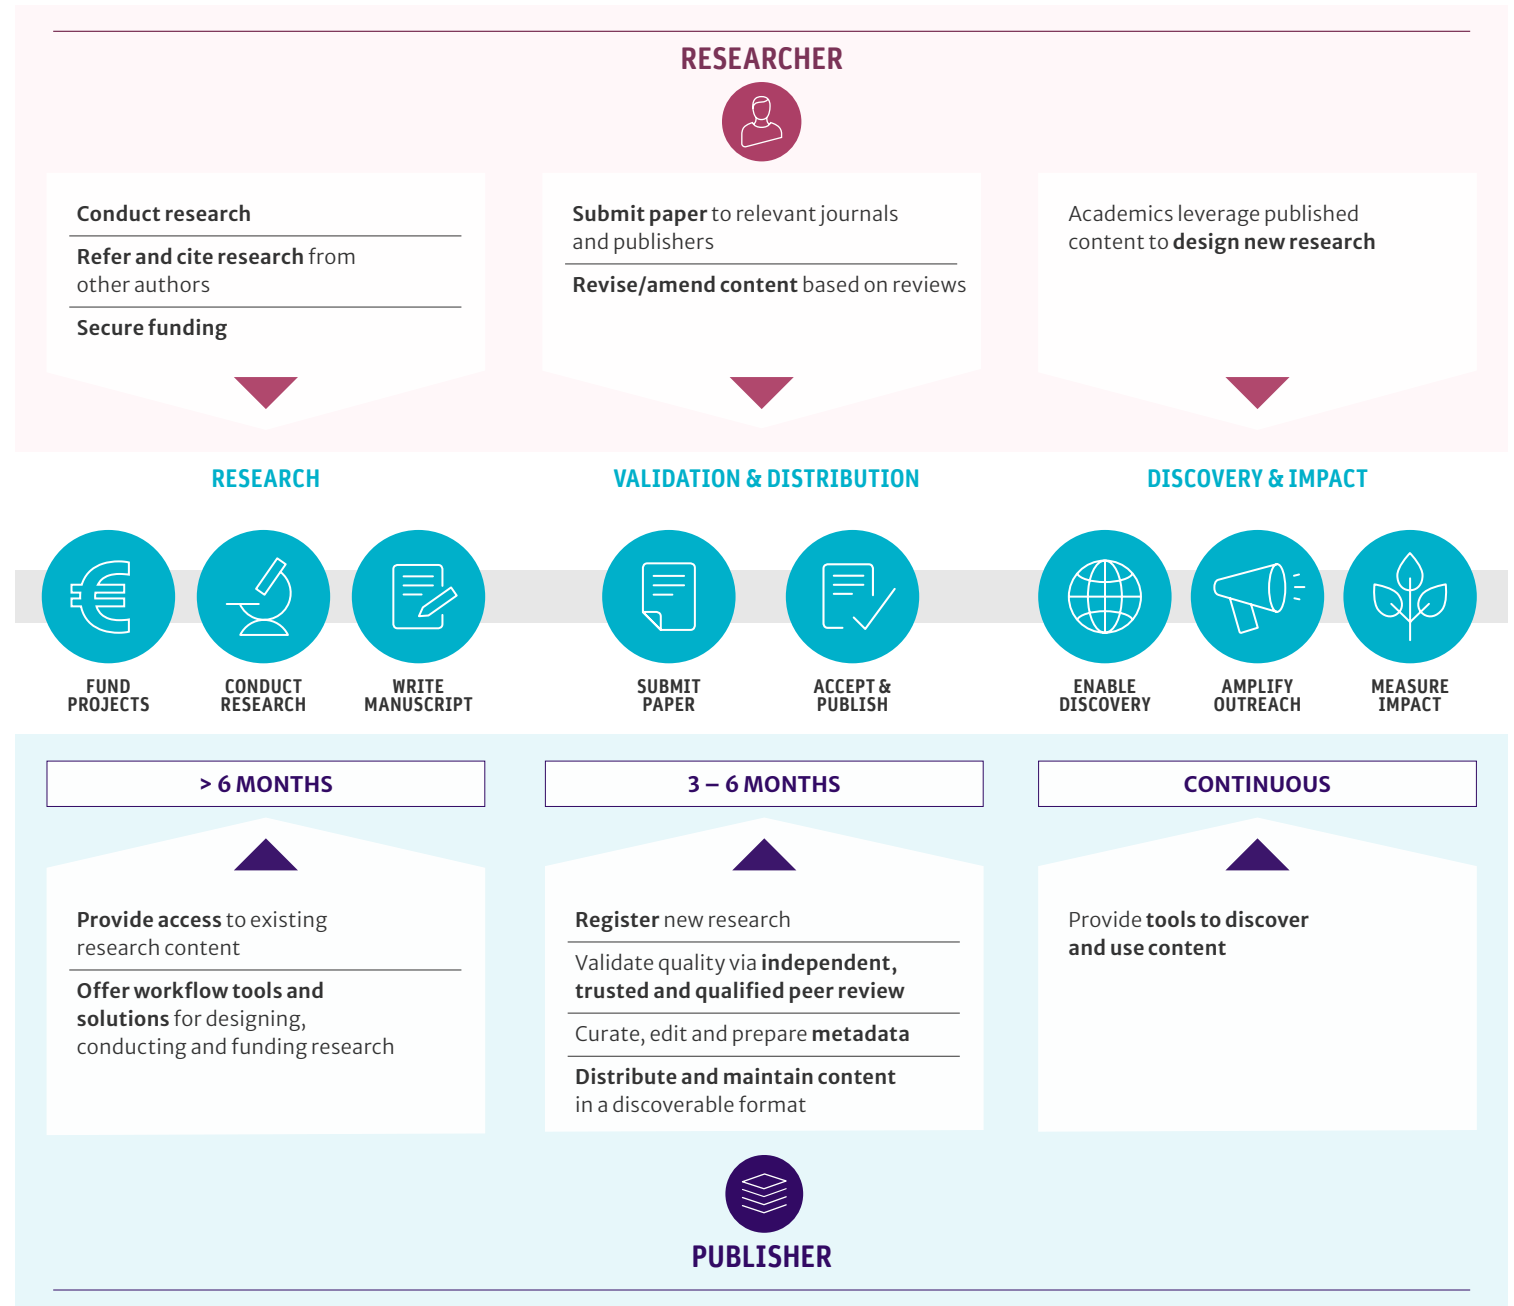 RESEARCHER
Conduct research
Refer and cite research from
other authors
Secure funding
Submit paper to relevant journals
and publishers
Revise/amend content based on reviews
Academics leverage published
content to design new research
RESEARCH
VALIDATION & DISTRIBUTION
DISCOVERY & IMPACT
FUND
PROJECTS
CONDUCT
RESEARCH
WRITE
MANUSCRIPT
SUBMIT
PAPER
ACCEPT &
PUBLISH
ENABLE
DISCOVERY
AMPLIFY
OUTREACH
MEASURE
IMPACT
> 6 MONTHS
3 – 6 MONTHS
CONTINUOUS
Provide access to existing
research content
Offer workflow tools and
solutions for designing,
conducting and funding research
Register new research
Validate quality via independent,
trusted and qualified peer review
Curate, edit and prepare metadata
Distribute and maintain content
in a discoverable format
Provide tools to discover
and use content
PUBLISHER